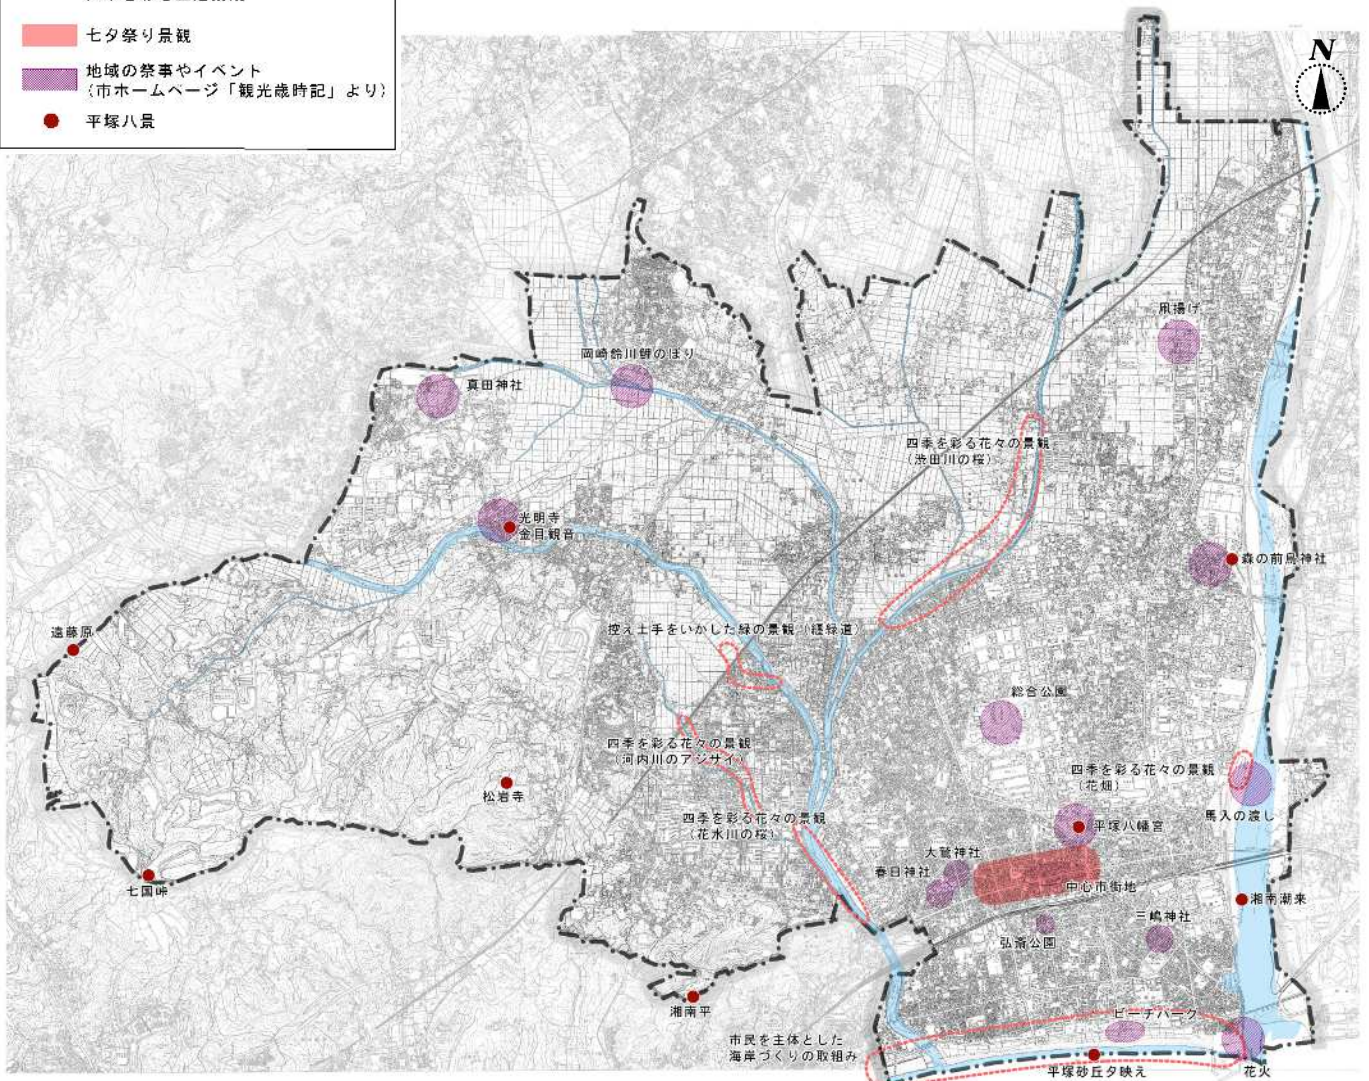 七夕祭り景観
地域の祭事やイベント
(市ホームページ「観光歳時記」より)
平塚八景
N
凧揚げ
岡崎鈴川鯉のぼり
真田神社
四季を彩る花々の景観
(渋田川の桜)
光明寺
金目観音
森の前鳥神社
遠藤原
控え土手をいかした緑の景観(経緑道)
総合公園
四季を彩る花々の景観
(河内川のアジサイ)
四季を彩る花々の景観
(花畑)
松岩寺
馬入の渡し
四季を彩る花々の景観
(花水川の桜)
平塚八幡宮
大鷲神社
春日神社
七国峠
中心市街地
湘南潮来
三嶋神社
弘斎公園
湘南平
ビーチパーク
市民を主体とした
海岸づくりの取組み
平塚砂丘夕映え
花火